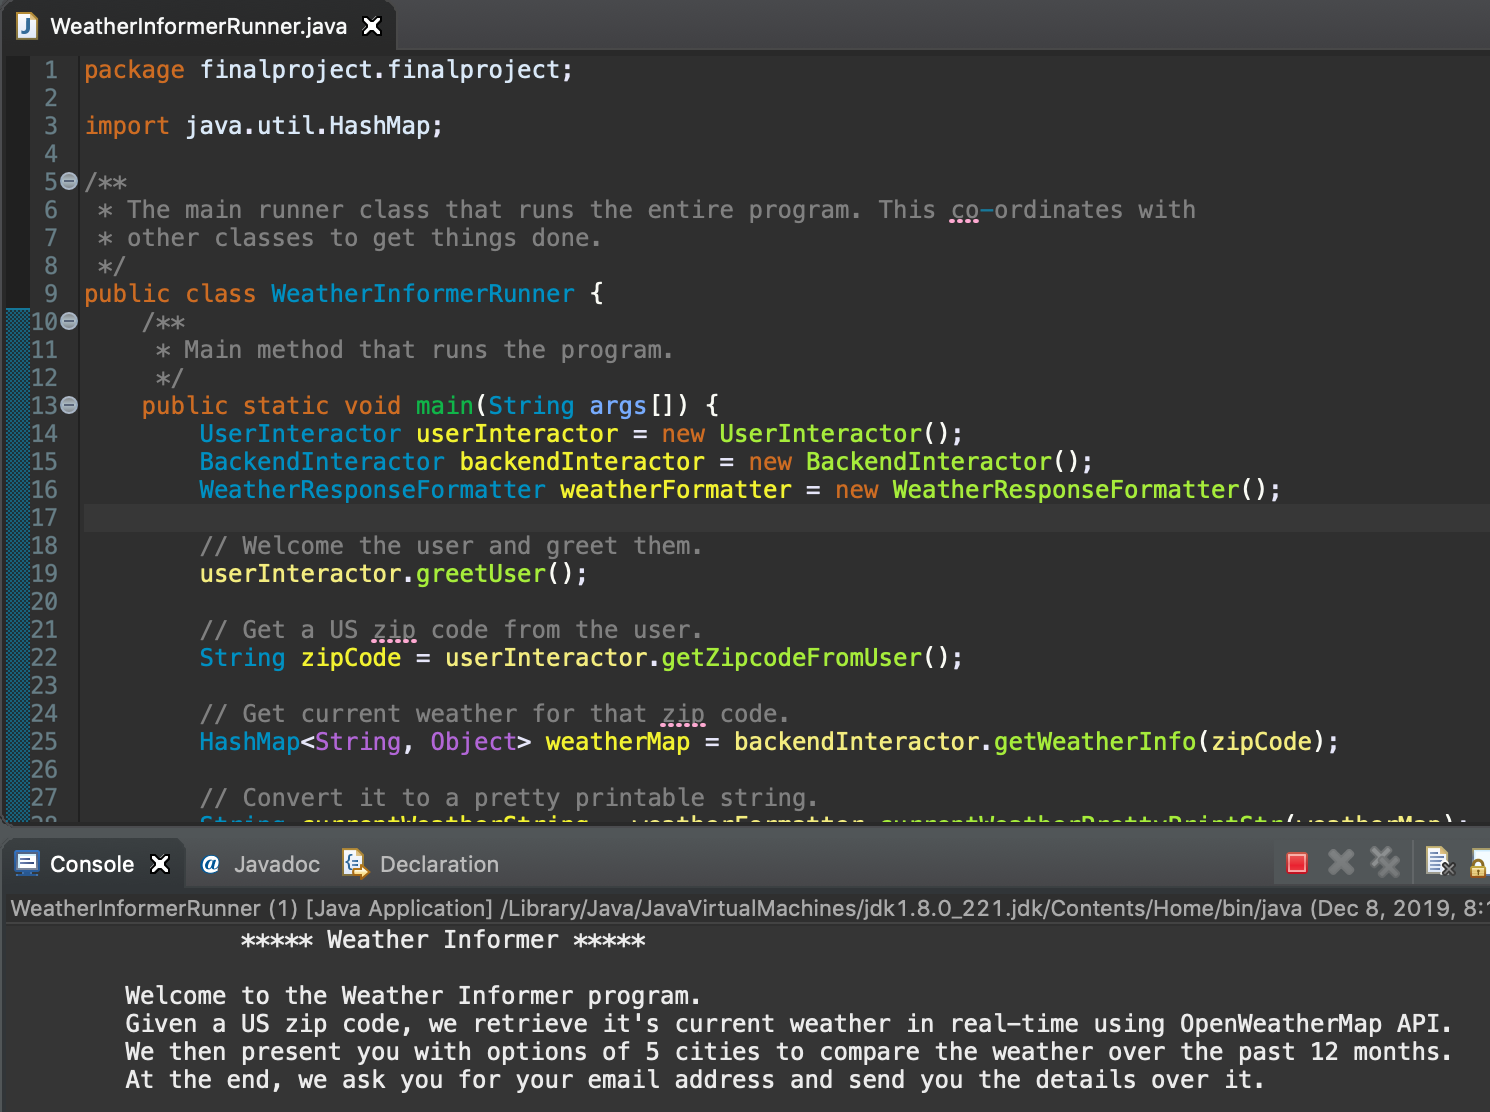 WeatherInformerRunner.java
1 package finalproject.finalproject;
2
3 import java.util.HashMap;
4
5 /**
6 * The main runner class that runs the entire program. This co-ordinates with
7 * other classes to get things done.
8 */
9 public class WeatherInformerRunner {
10 /**
11 * Main method that runs the program.
12 */
13 public static void main(String args[]) {
14 UserInteractor userInteractor = new UserInteractor();
15 BackendInteractor backendInteractor = new BackendInteractor();
16 WeatherResponseFormatter weatherFormatter = new WeatherResponseFormatter();
17
18 // Welcome the user and greet them.
19 userInteractor.greetUser();
20
21 // Get a US zip code from the user.
22 String zipCode = userInteractor.getZipcodeFromUser();
23
24 // Get current weather for that zip code.
25 HashMap<String, Object> weatherMap = backendInteractor.getWeatherInfo(zipCode);
26
27 // Convert it to a pretty printable string.
28 String currentWeatherString = weatherFormatter.currentWeatherPrettyPrintStr(weatherMap);
Console @ Javadoc Declaration
WeatherInformerRunner (1) [Java Application] /Library/Java/JavaVirtualMachines/jdk1.8.0_221.jdk/Contents/Home/bin/java (Dec 8, 2019, 8:
***** Weather Informer *****
Welcome to the Weather Informer program.
Given a US zip code, we retrieve it's current weather in real-time using OpenWeatherMap API.
We then present you with options of 5 cities to compare the weather over the past 12 months.
At the end, we ask you for your email address and send you the details over it.